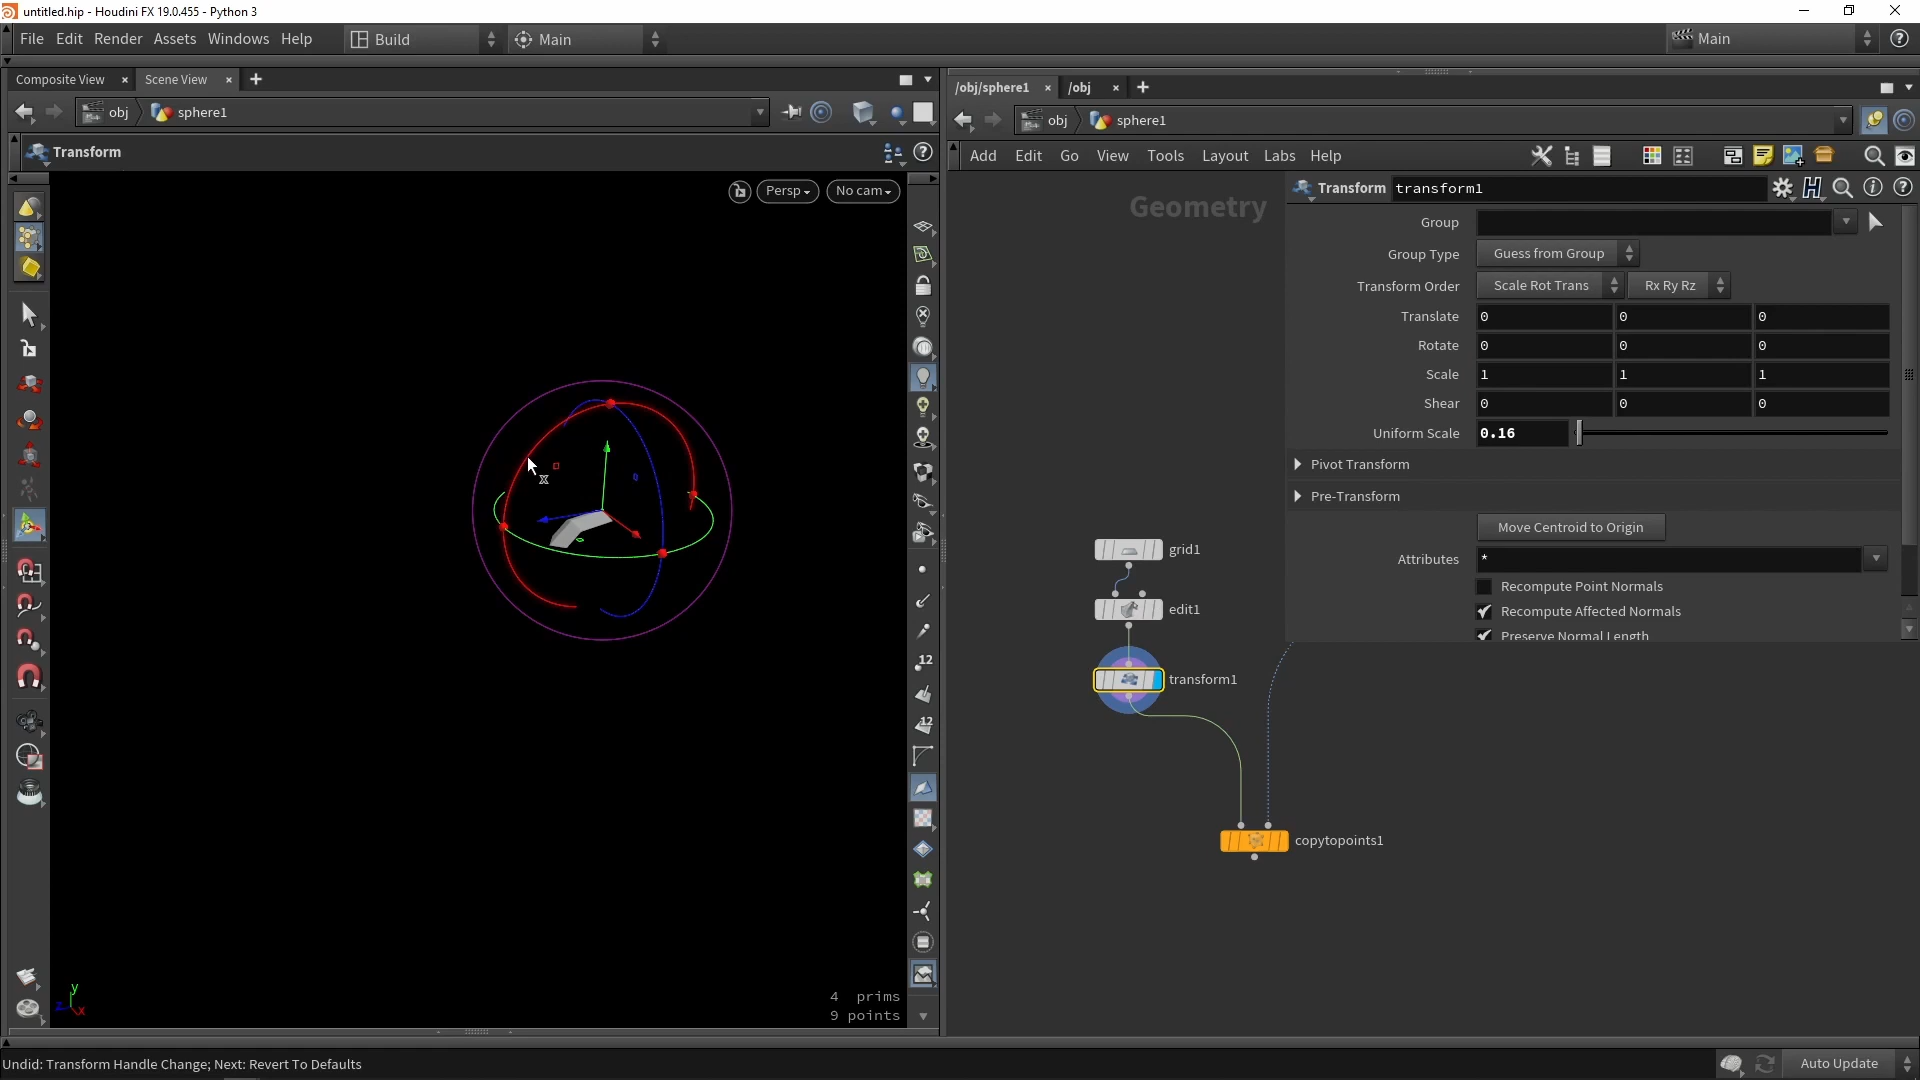 untitled.hip - Houdini FX 19.0.455 - Python 3
File Edit Render Assets Windows Help Build Main Main
Composite View Scene View
obj sphere1
Transform
Persp No cam
12
12
y
z x
4 prims
9 points
/obj/sphere1 /obj
obj sphere1
Add Edit Go View Tools Layout Labs Help
Geometry
Transform transform1
Group
Group Type Guess from Group
Transform Order Scale Rot Trans Rx Ry Rz
Translate 0 0 0
Rotate 0 0 0
Scale 1 1 1
Shear 0 0 0
Uniform Scale 0.16
Pivot Transform
Pre-Transform
Move Centroid to Origin
Attributes *
Recompute Point Normals
Recompute Affected Normals
Preserve Normal Length
grid1
edit1
transform1
copytopoints1
Undid: Transform Handle Change; Next: Revert To Defaults
Auto Update